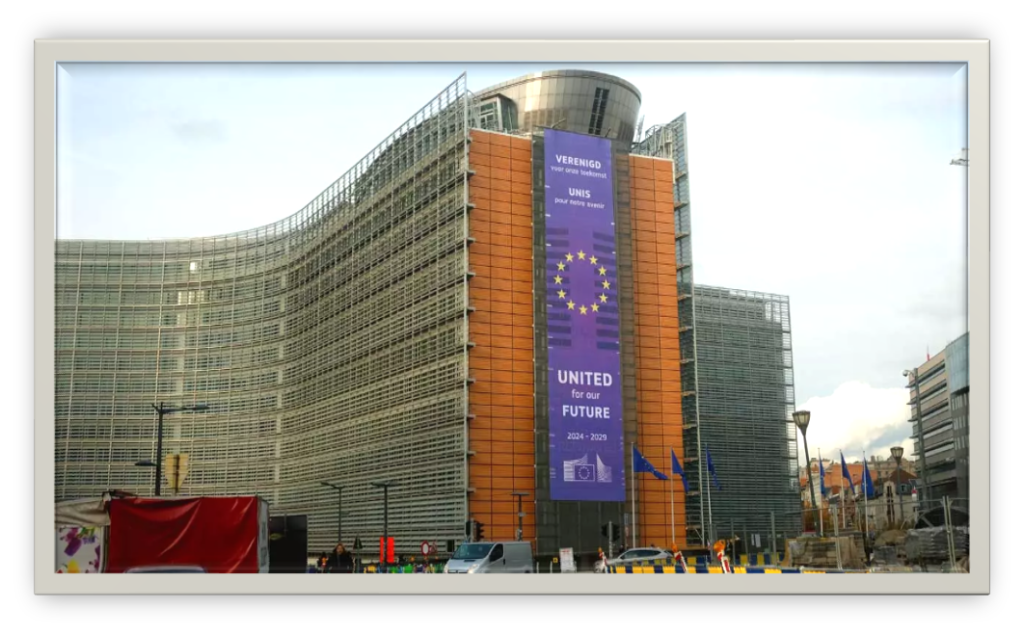 VERENIGD
voor onze toekomst
UNIS
pour notre avenir
UNITED
for our
FUTURE
2024 - 2029